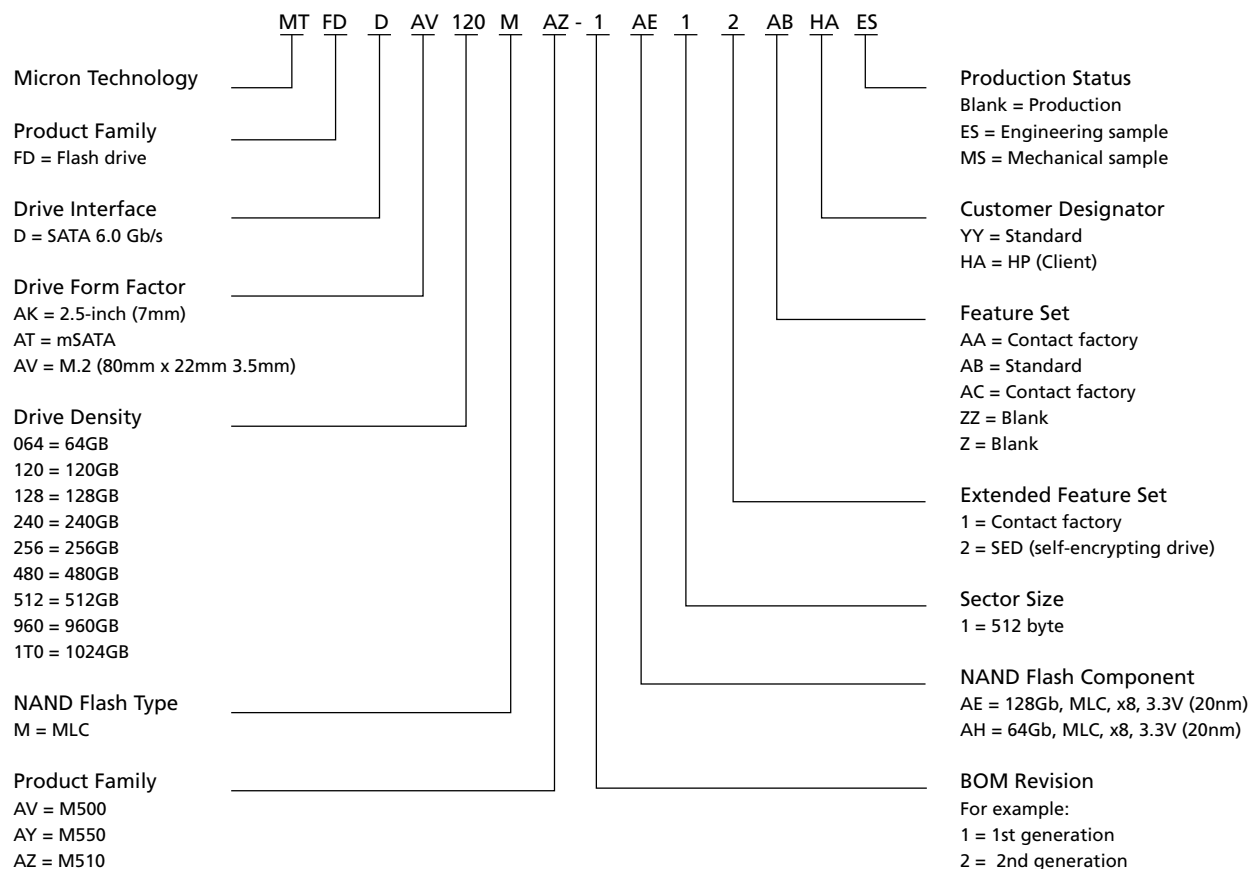 MT FD D AV 120 M AZ - 1 AE 1 2 AB HA ES
Micron Technology
Product Family
FD = Flash drive
Drive Interface
D = SATA 6.0 Gb/s
Drive Form Factor
AK = 2.5-inch (7mm)
AT = mSATA
AV = M.2 (80mm x 22mm 3.5mm)
Drive Density
064 = 64GB
120 = 120GB
128 = 128GB
240 = 240GB
256 = 256GB
480 = 480GB
512 = 512GB
960 = 960GB
1T0 = 1024GB
NAND Flash Type
M = MLC
Product Family
AV = M500
AY = M550
AZ = M510
Production Status
Blank = Production
ES = Engineering sample
MS = Mechanical sample
Customer Designator
YY = Standard
HA = HP (Client)
Feature Set
AA = Contact factory
AB = Standard
AC = Contact factory
ZZ = Blank
Z = Blank
Extended Feature Set
1 = Contact factory
2 = SED (self-encrypting drive)
Sector Size
1 = 512 byte
NAND Flash Component
AE = 128Gb, MLC, x8, 3.3V (20nm)
AH = 64Gb, MLC, x8, 3.3V (20nm)
BOM Revision
For example:
1 = 1st generation
2 = 2nd generation